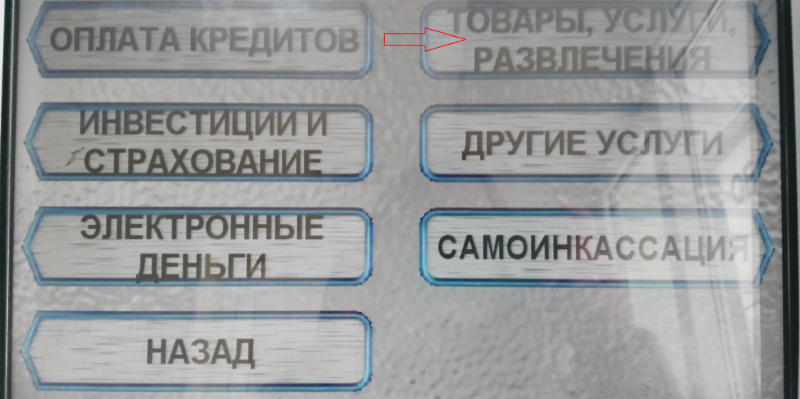 ОПЛАТА КРЕДИТОВ
ТОВАРЫ, УСЛУГИ,
РАЗВЛЕЧЕНИЯ
ИНВЕСТИЦИИ И
СТРАХОВАНИЕ
ДРУГИЕ УСЛУГИ
ЭЛЕКТРОННЫЕ
ДЕНЬГИ
САМОИНКАССАЦИЯ
НАЗАД